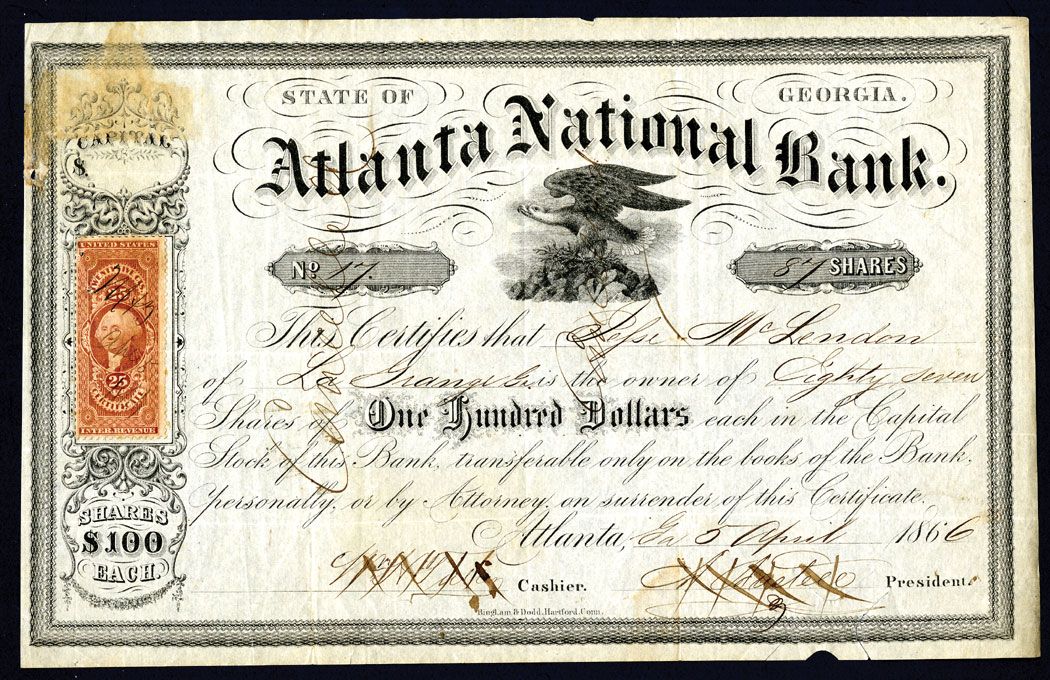 STATE OF GEORGIA.
Atlanta National Bank.
CAPITAL
$
No 17. 87 SHARES
UNITED STATES
25
25
CERTIFICATE
INTER. REVENUE
This Certifies that McLendon
of La Grange Ga is the owner of Eighty seven
Shares of One Hundred Dollars each in the Capital
Stock of this Bank, transferable only on the books of the Bank,
personally, or by Attorney, on surrender of this Certificate.
Atlanta, Ga 5 April 1866
SHARES
$100
EACH.
Cashier. President.
Bingham & Dodd, Hartford, Conn.